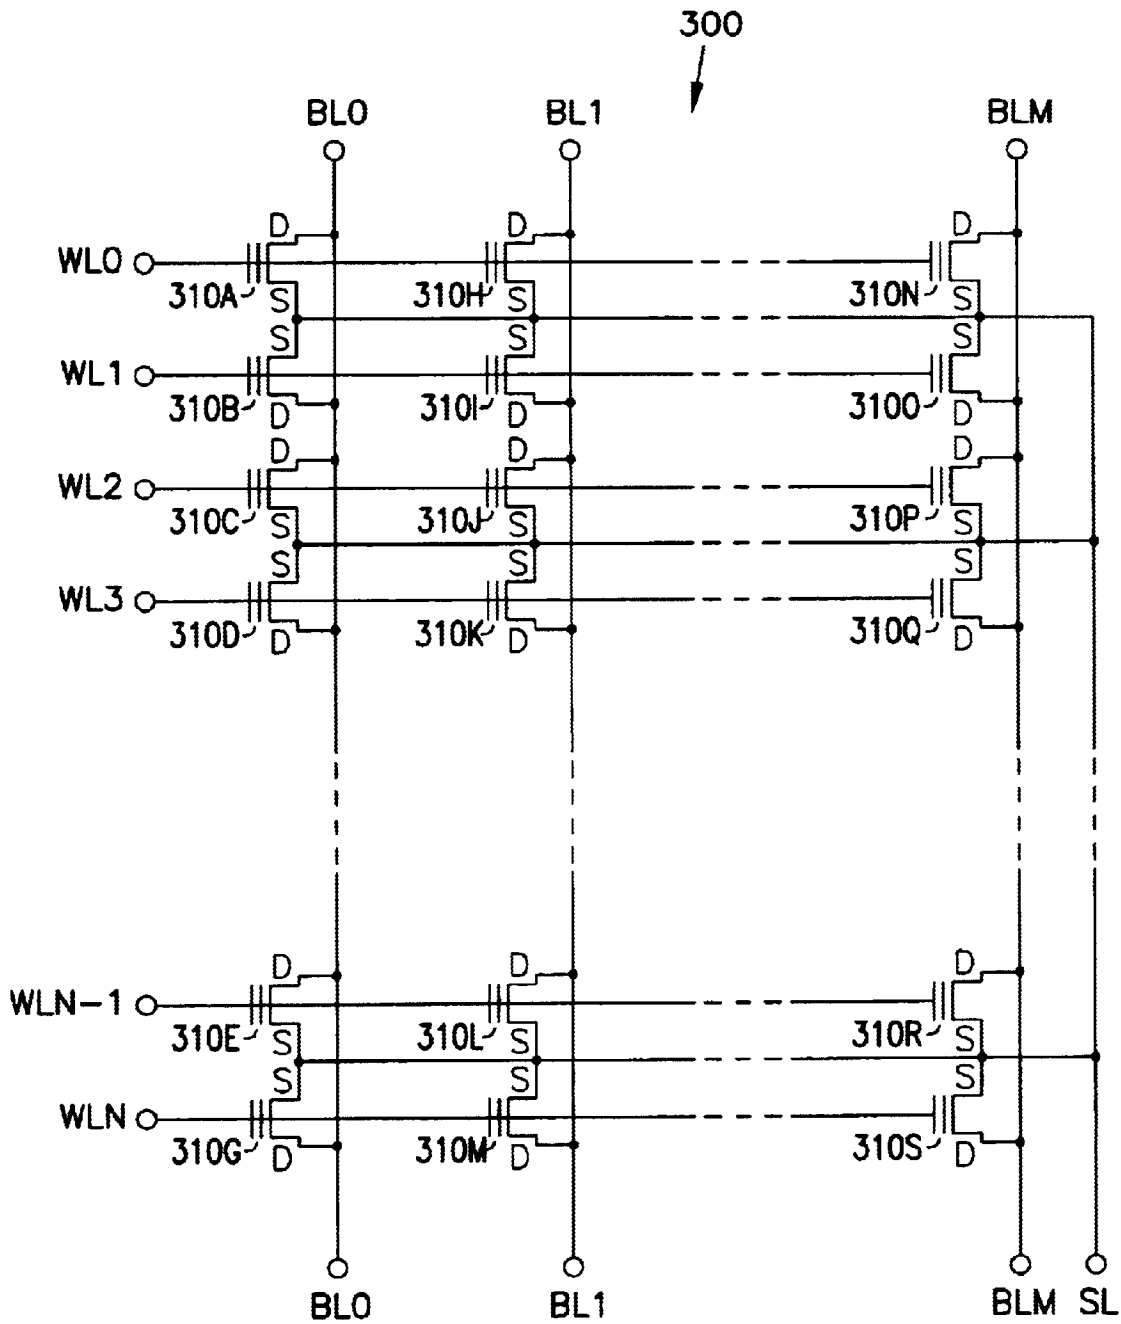 300
BL0 BL1 BLM
D D D
WL0
310A S 310H S 310N S
S S S
WL1
310B D 310I D 310O D
D D D
WL2
310C S 310J S 310P S
S S S
WL3
310D D 310K D 310Q D
D D D
WLN-1
310E S 310L S 310R S
S S S
WLN
310G D 310M D 310S D
BL0 BL1 BLM SL